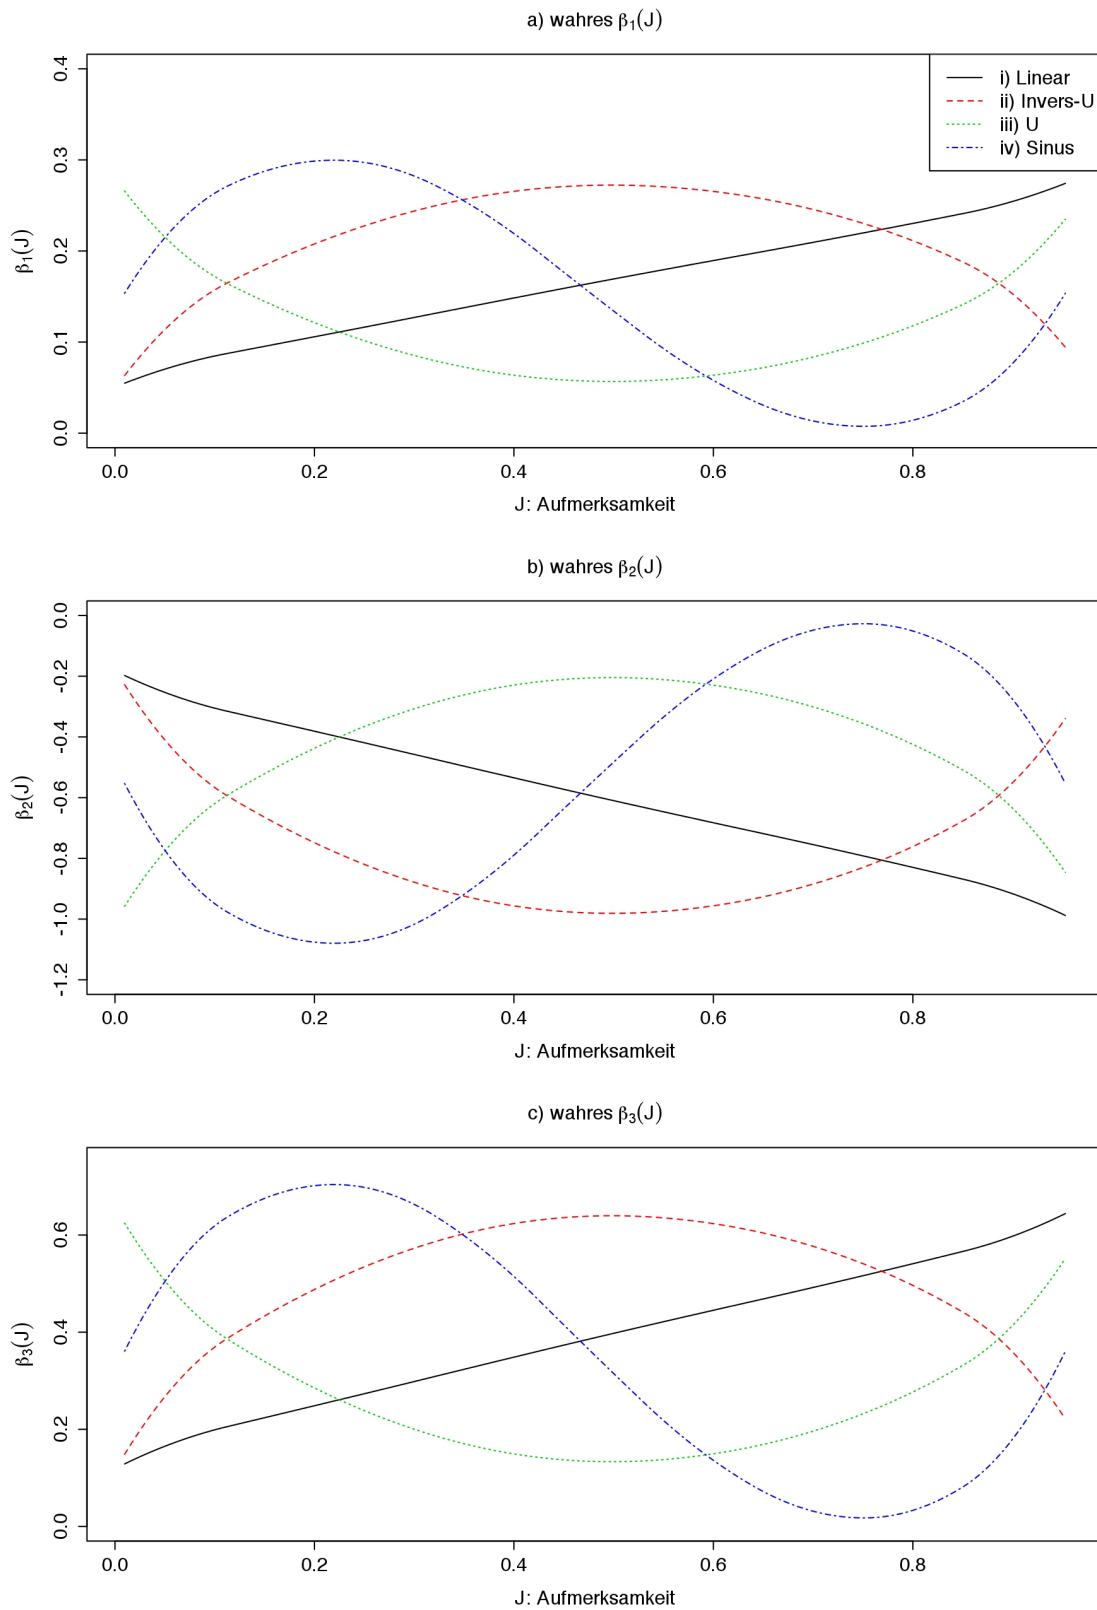 a) wahres β₁(J)
i) Linear
ii) Invers-U
iii) U
iv) Sinus
0.4
0.3
0.2
0.1
0.0
β₁(J)
0.0 0.2 0.4 0.6 0.8
J: Aufmerksamkeit
b) wahres β₂(J)
0.0
-0.2
-0.4
-0.6
-0.8
-1.0
-1.2
β₂(J)
0.0 0.2 0.4 0.6 0.8
J: Aufmerksamkeit
c) wahres β₃(J)
0.6
0.4
0.2
0.0
β₃(J)
0.0 0.2 0.4 0.6 0.8
J: Aufmerksamkeit